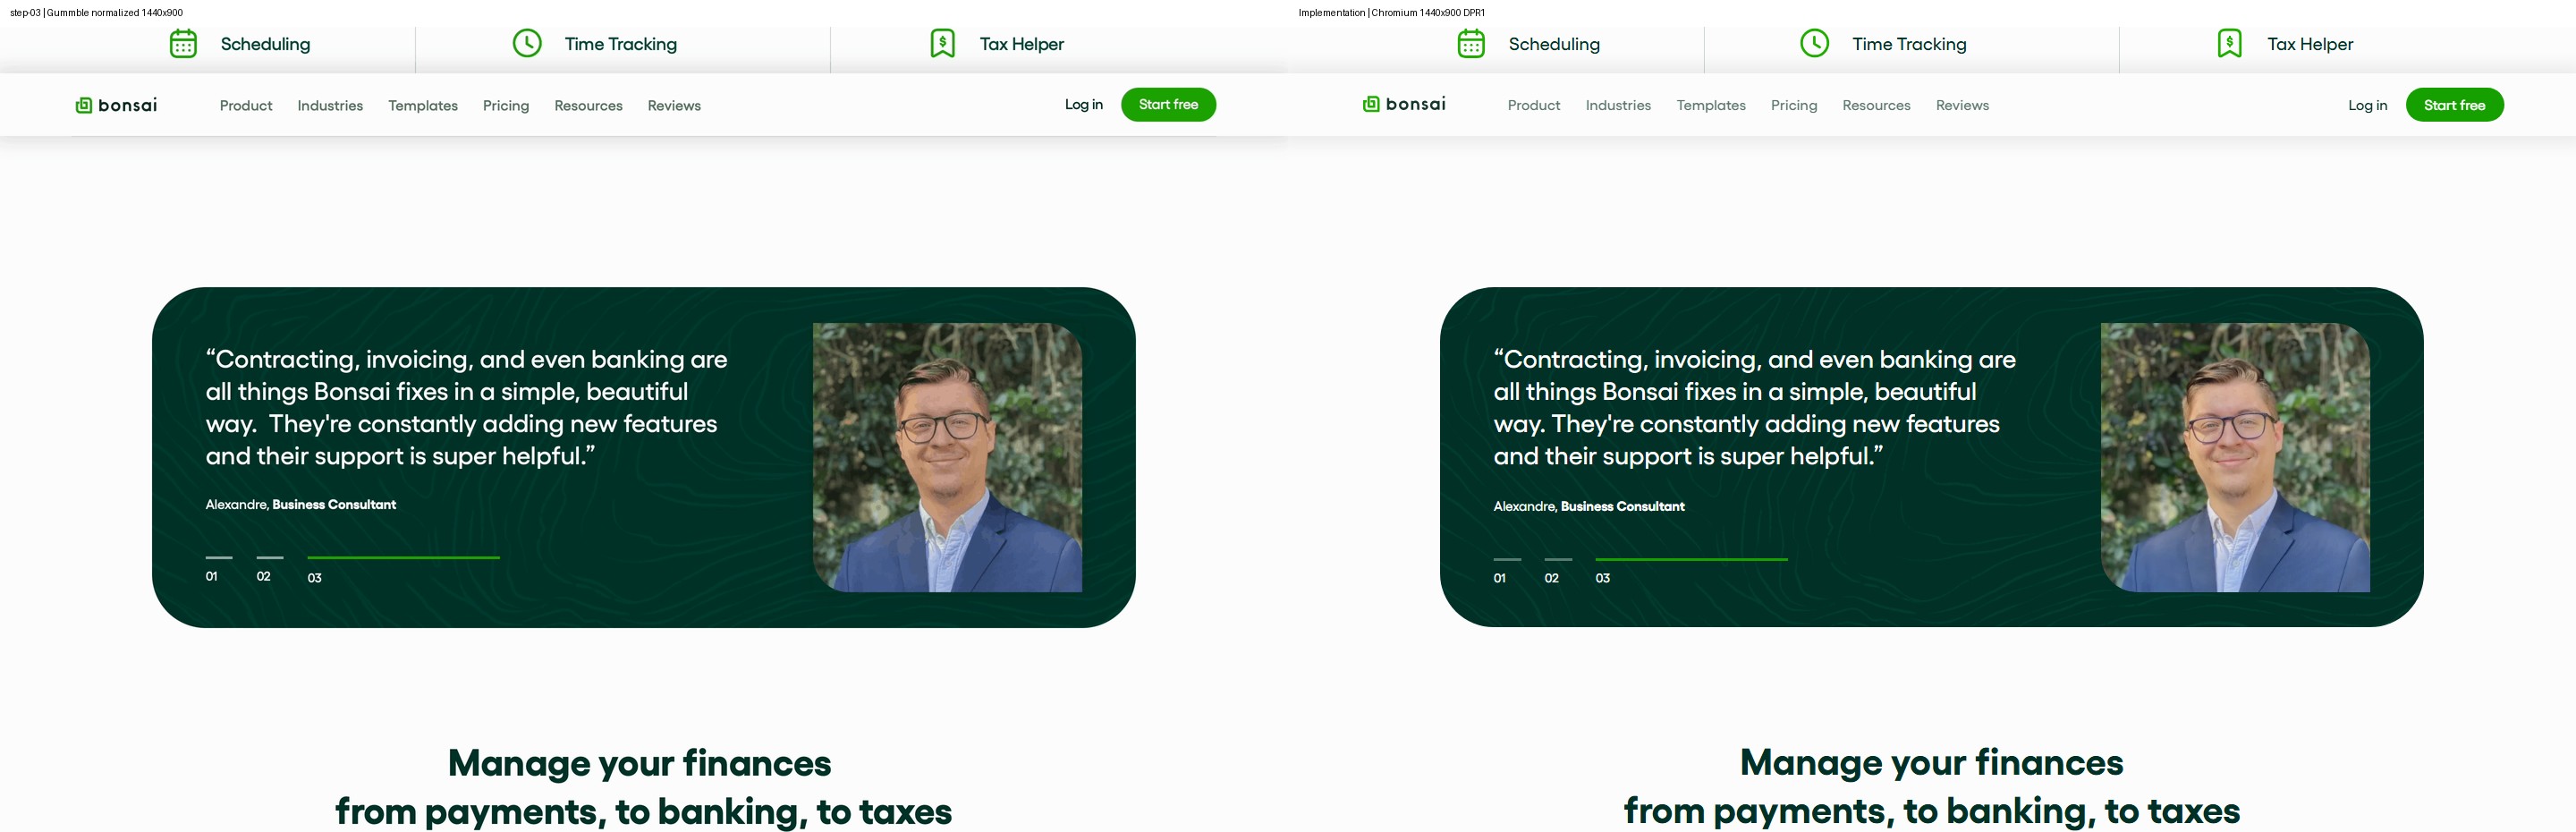 step-03 | Gummble normalized 1440x900
Scheduling
Time Tracking
Tax Helper
bonsai
Product
Industries
Templates
Pricing
Resources
Reviews
Log in
Start free
“Contracting, invoicing, and even banking are
all things Bonsai fixes in a simple, beautiful
way.  They're constantly adding new features
and their support is super helpful.”
Alexandre, Business Consultant
01
02
03
Manage your finances
from payments, to banking, to taxes
Implementation | Chromium 1440x900 DPR1
Scheduling
Time Tracking
Tax Helper
bonsai
Product
Industries
Templates
Pricing
Resources
Reviews
Log in
Start free
“Contracting, invoicing, and even banking are
all things Bonsai fixes in a simple, beautiful
way. They're constantly adding new features
and their support is super helpful.”
Alexandre, Business Consultant
01
02
03
Manage your finances
from payments, to banking, to taxes